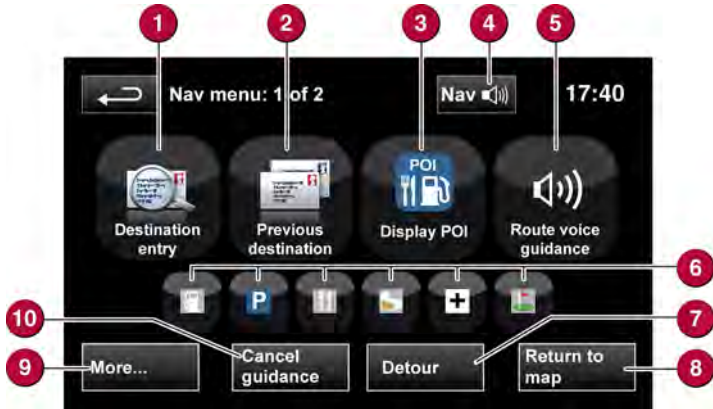 1
2
3
4
5
Nav menu: 1 of 2
Nav
17:40
POI
Destination
entry
Previous
destination
Display POI
Route voice
guidance
6
P
10
7
9
More...
Cancel
guidance
Detour
Return to
map
8